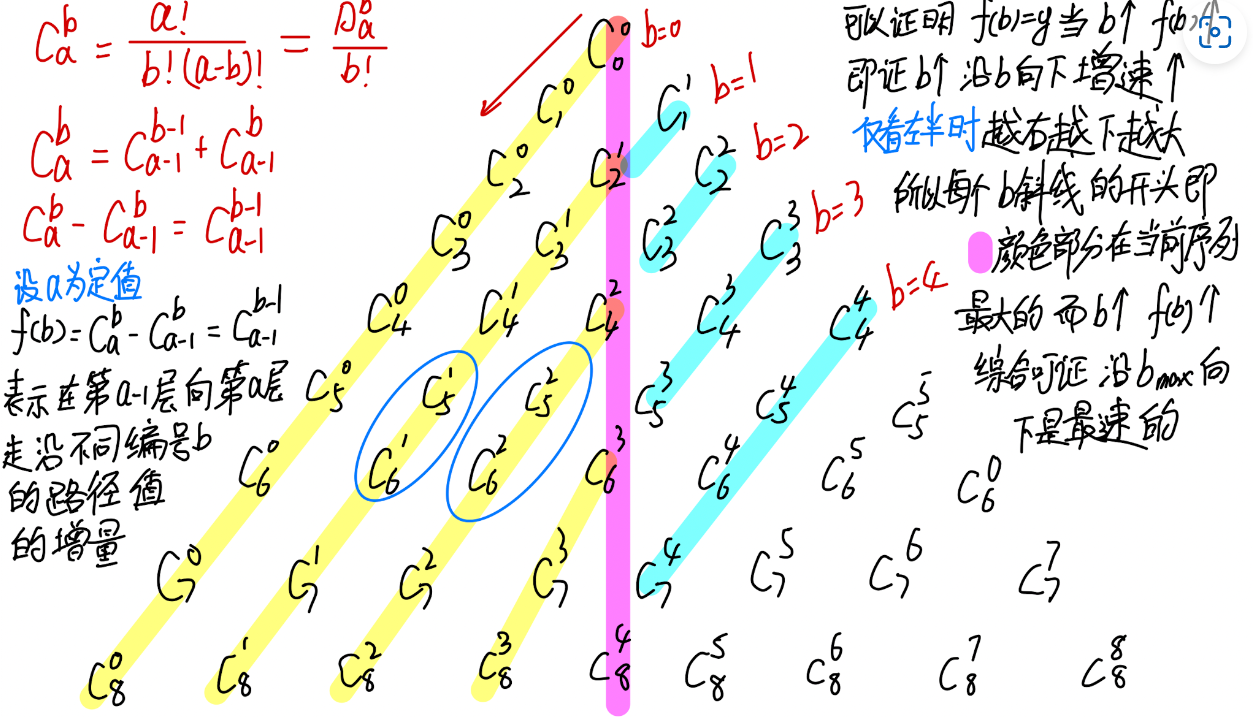 C_a^b = a! / b!(a-b)! = A_a^b / b!
C_a^b = C_{a-1}^{b-1} + C_{a-1}^b
C_a^b - C_{a-1}^b = C_{a-1}^{b-1}
设a为定值
f(b)=C_a^b - C_{a-1}^b = C_{a-1}^{b-1}
表示在第a-1层向第a层
走沿不同编号b
的路径值
的增量
C_0^0 b=0
C_1^0 C_1^1 b=1
C_2^0 C_2^1 C_2^2 b=2
C_3^0 C_3^1 C_3^2 C_3^3 b=3
C_4^0 C_4^1 C_4^2 C_4^3 C_4^4 b=4
C_5^0 C_5^1 C_5^2 C_5^3 C_5^4 C_5^5
C_6^0 C_6^1 C_6^2 C_6^3 C_6^4 C_6^5 C_6^0
C_7^0 C_7^1 C_7^2 C_7^3 C_7^4 C_7^5 C_7^6 C_7^7
C_8^0 C_8^1 C_8^2 C_8^3 C_8^4 C_8^5 C_8^6 C_8^7 C_8^8
可以证明 f(b)=y 当 b↑ f(b)↑
即证b↑ 沿b向下增速↑
仅看左半时 越右越下越大
所以每个b斜线的开头即
颜色部分在当前序列
最大的 而b↑ f(b)↑
综合可证 沿b_max向
下是最速的